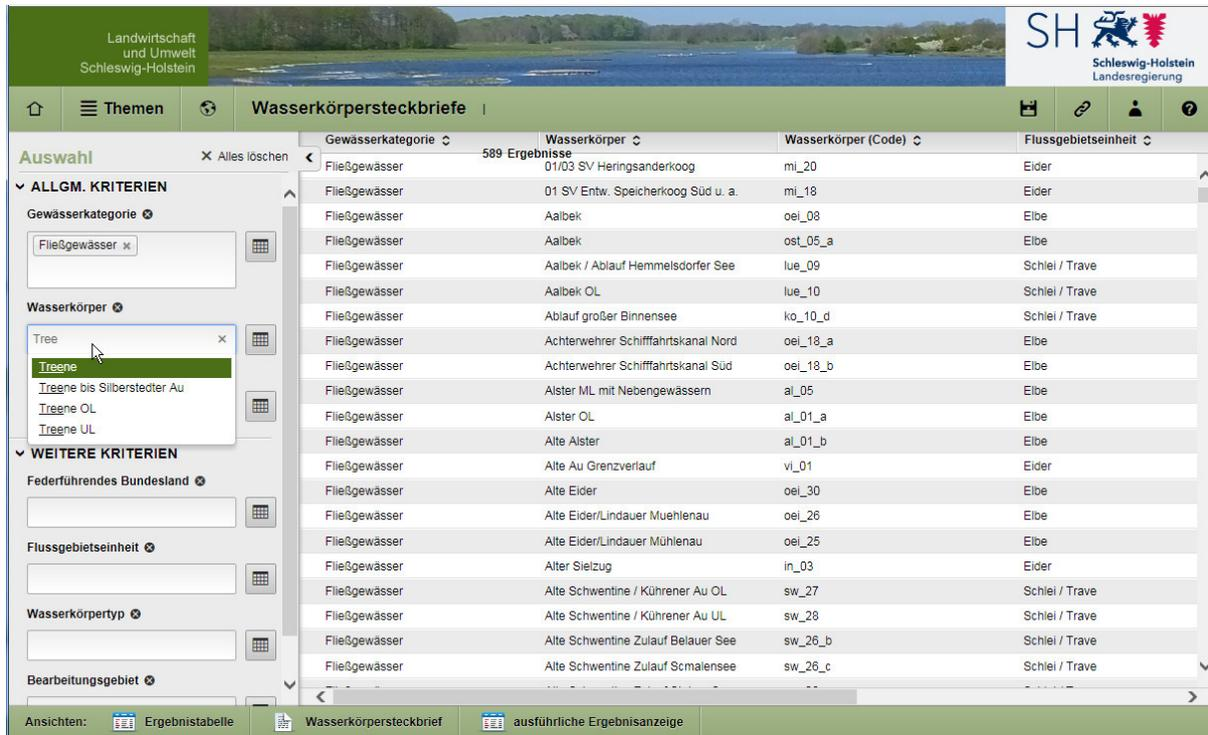 Landwirtschaft
und Umwelt
Schleswig-Holstein
SH
Schleswig-Holstein
Landesregierung
Themen
Wasserkörpersteckbriefe |
Auswahl
Alles löschen
ALLGM. KRITERIEN
Gewässerkategorie
Fließgewässer
Wasserkörper
Tree
Treene
Treene bis Silberstedter Au
Treene OL
Treene UL
WEITERE KRITERIEN
Federführendes Bundesland
Flussgebietseinheit
Wasserkörpertyp
Bearbeitungsgebiet
Gewässerkategorie Wasserkörper Wasserkörper (Code) Flussgebietseinheit
589 Ergebnisse
Fließgewässer 01/03 SV Heringsanderkoog mi_20 Eider
Fließgewässer 01 SV Entw. Speicherkoog Süd u. a. mi_18 Eider
Fließgewässer Aalbek oei_08 Elbe
Fließgewässer Aalbek ost_05_a Elbe
Fließgewässer Aalbek / Ablauf Hemmelsdorfer See lue_09 Schlei / Trave
Fließgewässer Aalbek OL lue_10 Schlei / Trave
Fließgewässer Ablauf großer Binnensee ko_10_d Schlei / Trave
Fließgewässer Achterwehrer Schifffahrtskanal Nord oei_18_a Elbe
Fließgewässer Achterwehrer Schifffahrtskanal Süd oei_18_b Elbe
Fließgewässer Alster ML mit Nebengewässern al_05 Elbe
Fließgewässer Alster OL al_01_a Elbe
Fließgewässer Alte Alster al_01_b Elbe
Fließgewässer Alte Au Grenzverlauf vi_01 Eider
Fließgewässer Alte Eider oei_30 Elbe
Fließgewässer Alte Eider/Lindauer Muehlenau oei_26 Elbe
Fließgewässer Alte Eider/Lindauer Mühlenau oei_25 Elbe
Fließgewässer Alter Sielzug in_03 Eider
Fließgewässer Alte Schwentine / Kührener Au OL sw_27 Schlei / Trave
Fließgewässer Alte Schwentine / Kührener Au UL sw_28 Schlei / Trave
Fließgewässer Alte Schwentine Zulauf Belauer See sw_26_b Schlei / Trave
Fließgewässer Alte Schwentine Zulauf Scmalensee sw_26_c Schlei / Trave
Ansichten: Ergebnistabelle Wasserkörpersteckbrief ausführliche Ergebnisanzeige